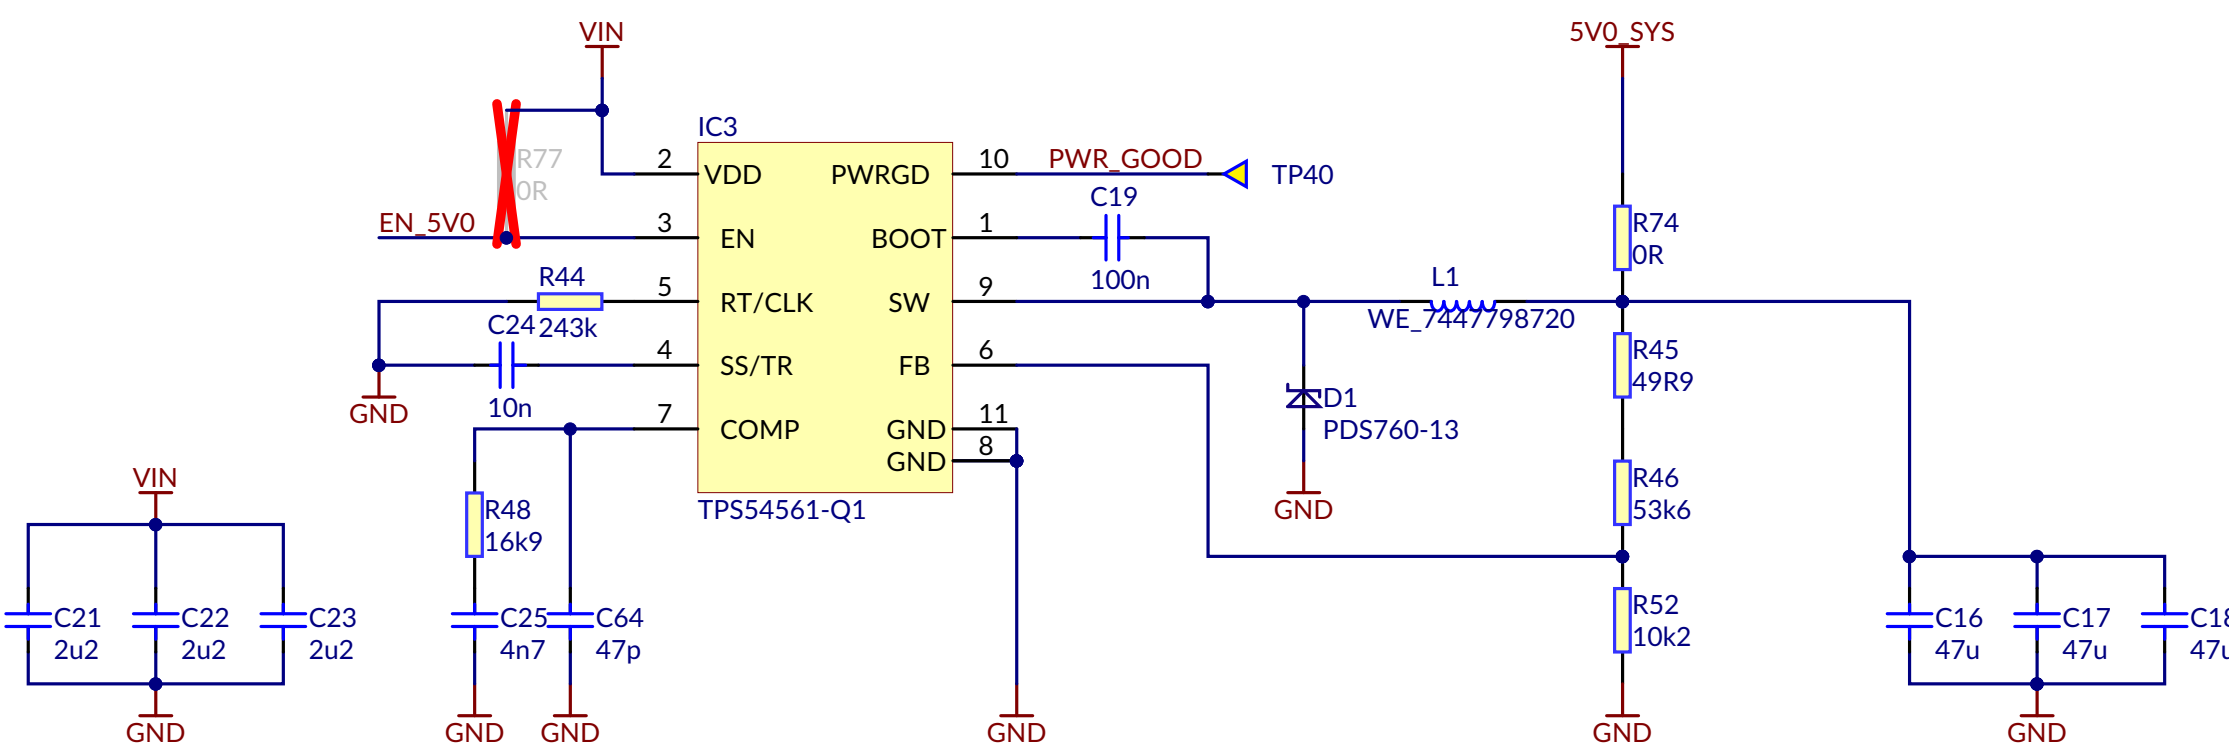 VIN
5V0_SYS
IC3
R77
0R
EN_5V0
2
VDD
PWRGD
10
PWR_GOOD
TP40
3
EN
BOOT
1
C19
100n
R44
243k
5
RT/CLK
SW
9
L1
WE_7447798720
R74
0R
C24
10n
4
SS/TR
FB
6
GND
R45
49R9
D1
PDS760-13
GND
7
COMP
GND
11
GND
8
TPS54561-Q1
R46
53k6
VIN
R48
16k9
C21
2u2
C22
2u2
C23
2u2
C25
4n7
C64
47p
R52
10k2
C16
47u
C17
47u
C18
47u
GND
GND
GND
GND
GND
GND